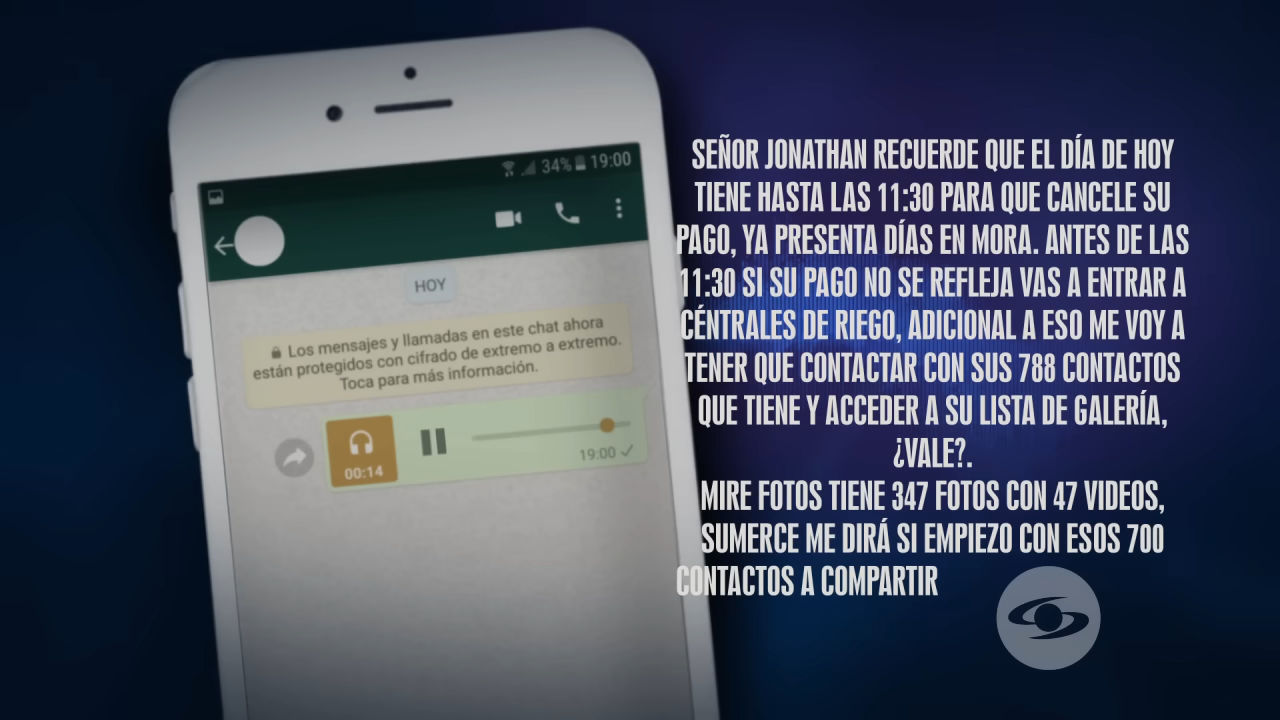 34% 19:00
HOY
Los mensajes y llamadas en este chat ahora
están protegidos con cifrado de extremo a extremo.
Toca para más información.
00:14
19:00
SEÑOR JONATHAN RECUERDE QUE EL DÍA DE HOY
TIENE HASTA LAS 11:30 PARA QUE CANCELE SU
PAGO, YA PRESENTA DÍAS EN MORA. ANTES DE LAS
11:30 SI SU PAGO NO SE REFLEJA VAS A ENTRAR A
CÉNTRALES DE RIEGO, ADICIONAL A ESO ME VOY A
TENER QUE CONTACTAR CON SUS 788 CONTACTOS
QUE TIENE Y ACCEDER A SU LISTA DE GALERÍA,
¿VALE?.
MIRE FOTOS TIENE 347 FOTOS CON 47 VIDEOS,
SUMERCE ME DIRÁ SI EMPIEZO CON ESOS 700
CONTACTOS A COMPARTIR